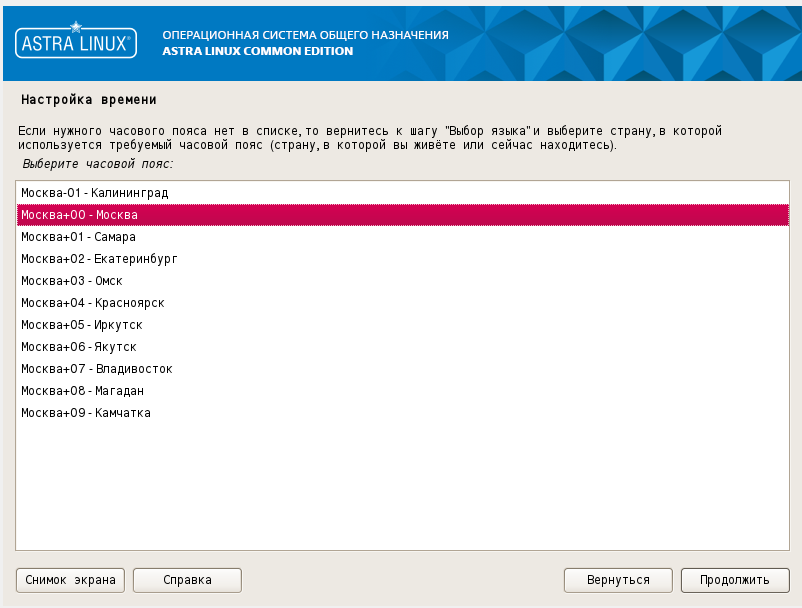 ASTRA LINUX®
ОПЕРАЦИОННАЯ СИСТЕМА ОБЩЕГО НАЗНАЧЕНИЯ
ASTRA LINUX COMMON EDITION
Настройка времени
Если нужного часового пояса нет в списке, то вернитесь к шагу "Выбор языка" и выберите страну, в которой
используется требуемый часовой пояс (страну, в которой вы живёте или сейчас находитесь).
Выберите часовой пояс:
Москва-01 - Калининград
Москва+00 - Москва
Москва+01 - Самара
Москва+02 - Екатеринбург
Москва+03 - Омск
Москва+04 - Красноярск
Москва+05 - Иркутск
Москва+06 - Якутск
Москва+07 - Владивосток
Москва+08 - Магадан
Москва+09 - Камчатка
Снимок экрана
Справка
Вернуться
Продолжить